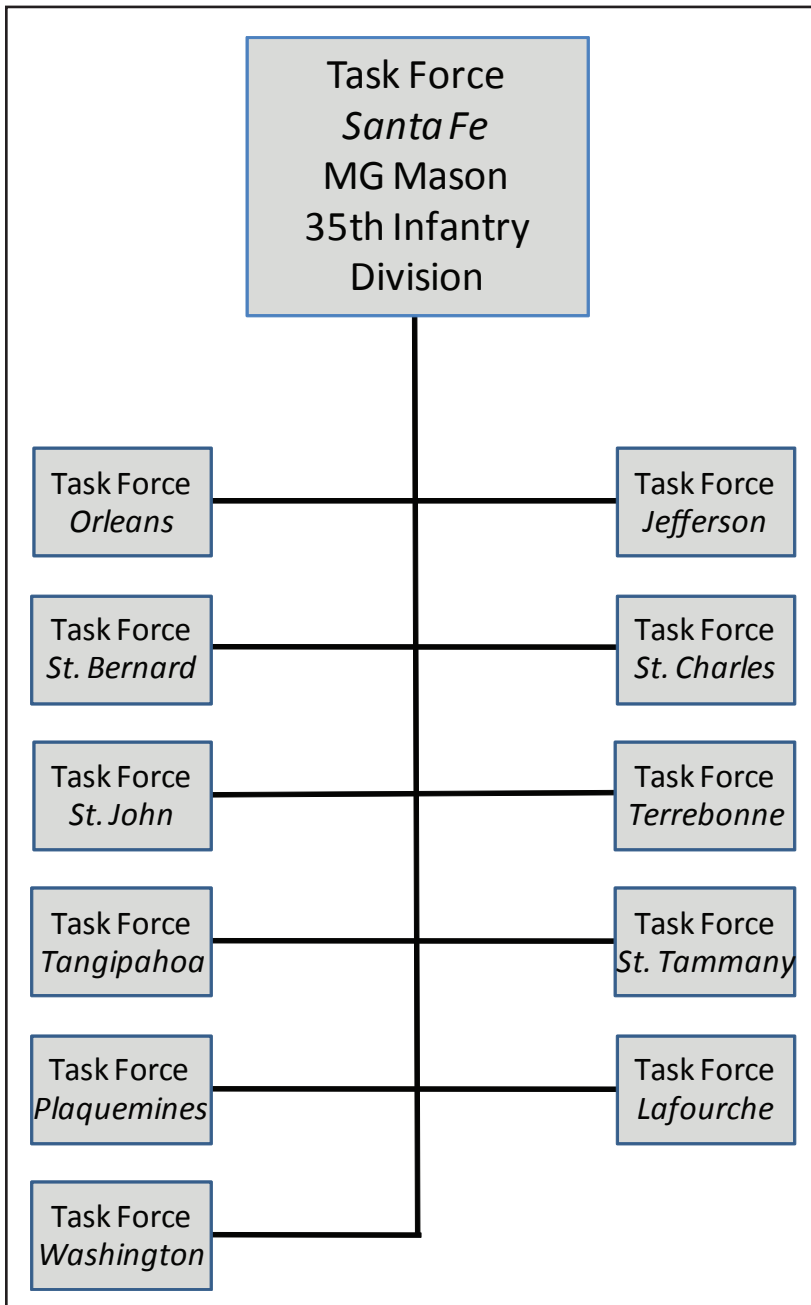 Task Force
Santa Fe
MG Mason
35th Infantry
Division
Task Force
Orleans
Task Force
Jefferson
Task Force
St. Bernard
Task Force
St. Charles
Task Force
St. John
Task Force
Terrebonne
Task Force
Tangipahoa
Task Force
St. Tammany
Task Force
Plaquemines
Task Force
Lafourche
Task Force
Washington